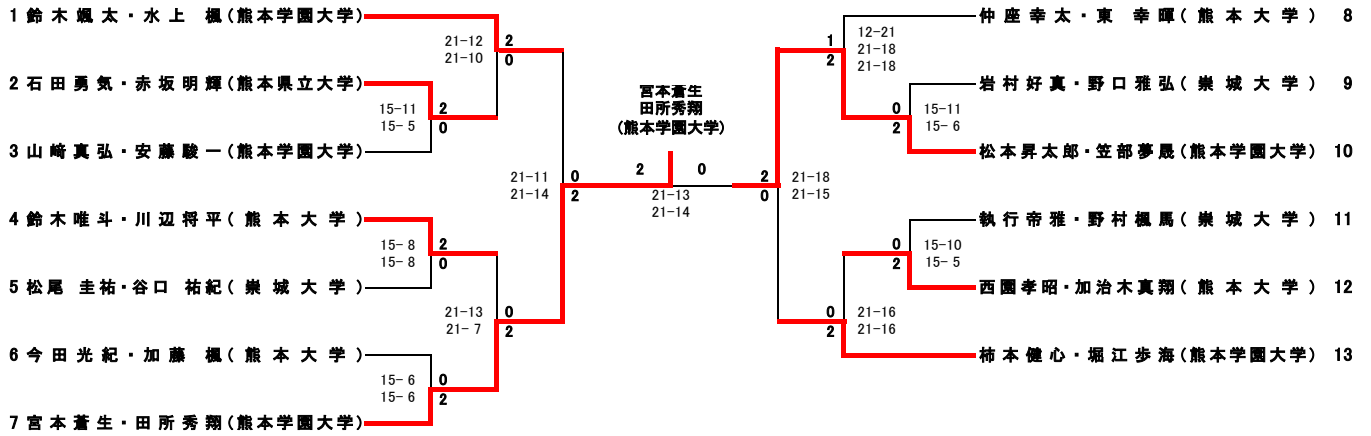 1 鈴木颯太・水上 楓(熊本学園大学)
21-12 2
21-10 0
2 石田勇気・赤坂明輝(熊本県立大学)
15-11 2
15- 5 0
3 山﨑真弘・安藤駿一(熊本学園大学)
21-11 0
21-14 2
4 鈴木唯斗・川辺将平(熊本大学)
15- 8 2
15- 8 0
5 松尾 圭祐・谷口 祐紀(崇城大学)
21-13 0
21- 7 2
6 今田光紀・加藤 楓(熊本大学)
15- 6 0
15- 6 2
7 宮本蒼生・田所秀翔(熊本学園大学)
宮本蒼生
田所秀翔
(熊本学園大学)
2 0
21-13
21-14
仲座幸太・東 幸暉(熊本大学) 8
1 12-21
2 21-18
21-18
岩村好真・野口雅弘(崇城大学) 9
0 15-11
2 15- 6
松本昇太郎・笠部夢晟(熊本学園大学) 10
2 21-18
0 21-15
執行帝雅・野村楓馬(崇城大学) 11
0 15-10
2 15- 5
西園孝昭・加治木真翔(熊本大学) 12
0 21-16
2 21-16
柿本健心・堀江歩海(熊本学園大学) 13